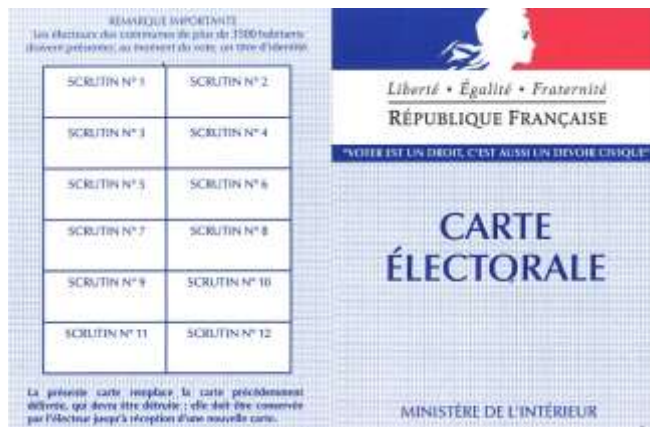 REMARQUE IMPORTANTE
Les électeurs des communes de plus de 3500 habitants
doivent présenter, au moment du vote, un titre d'identité.
SCRUTIN N° 1
SCRUTIN N° 2
SCRUTIN N° 3
SCRUTIN N° 4
SCRUTIN N° 5
SCRUTIN N° 6
SCRUTIN N° 7
SCRUTIN N° 8
SCRUTIN N° 9
SCRUTIN N° 10
SCRUTIN N° 11
SCRUTIN N° 12
La présente carte remplace la carte précédemment
délivrée, qui devra être détruite ; elle doit être conservée
par l'électeur jusqu'à réception d'une nouvelle carte.
Liberté • Égalité • Fraternité
RÉPUBLIQUE FRANÇAISE
"VOTER EST UN DROIT, C'EST AUSSI UN DEVOIR CIVIQUE"
CARTE
ÉLECTORALE
MINISTÈRE DE L'INTÉRIEUR